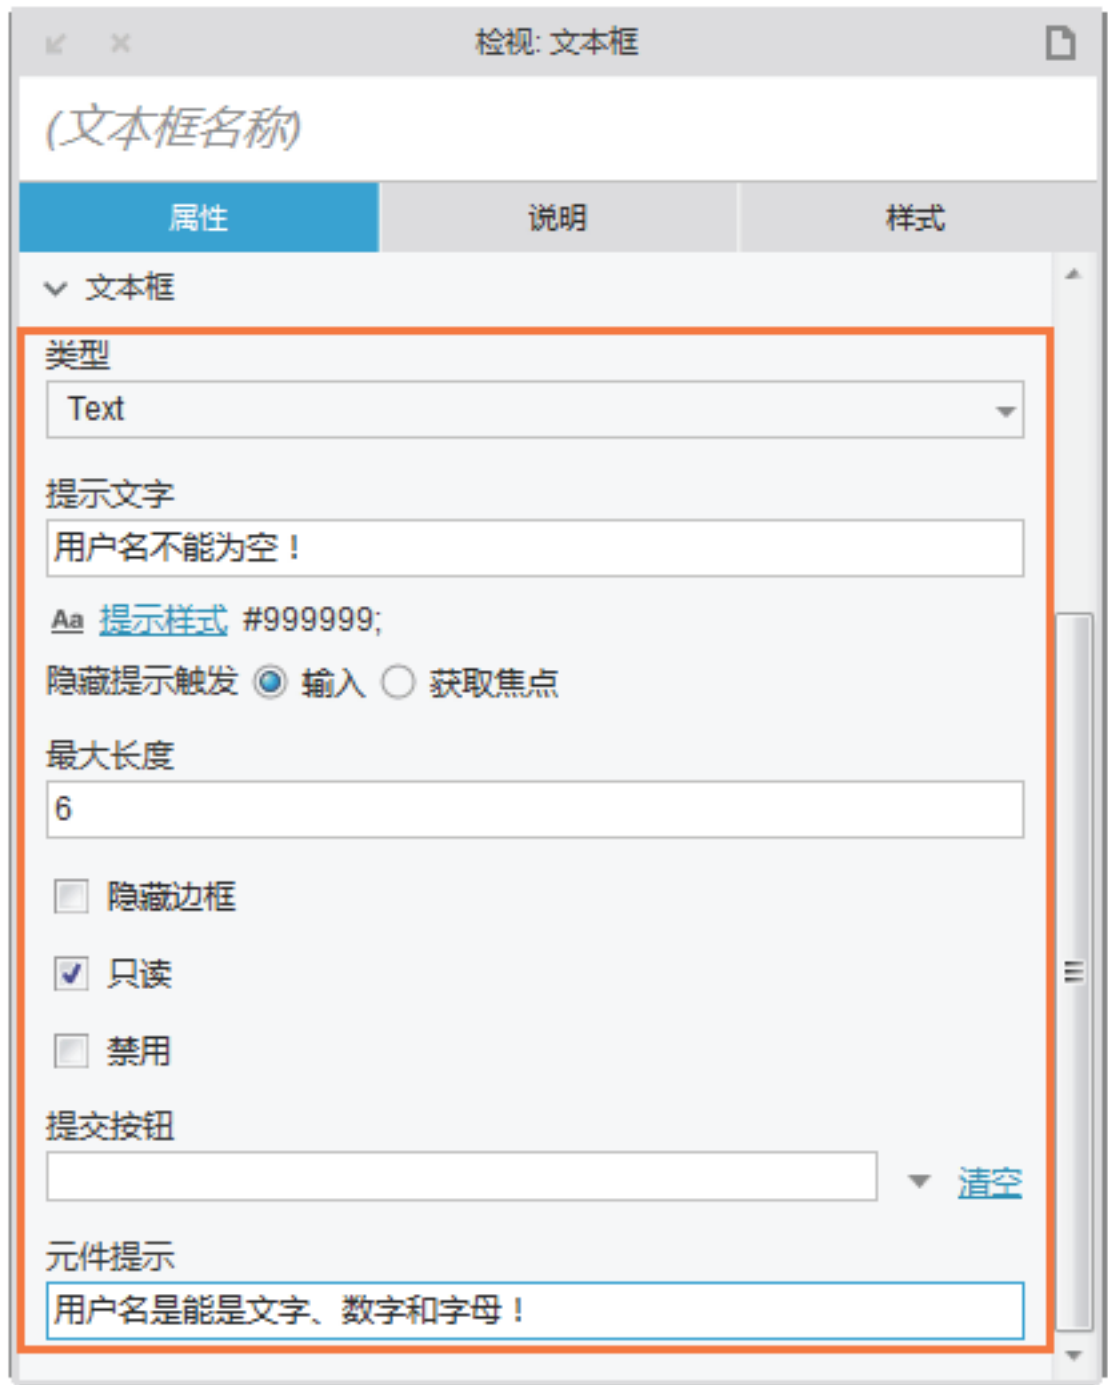 检视: 文本框
(文本框名称)
属性 说明 样式
文本框
类型
Text
提示文字
用户名不能为空！
Aa 提示样式 #999999;
隐藏提示触发 输入 获取焦点
最大长度
6
隐藏边框
只读
禁用
提交按钮
清空
元件提示
用户名是能是文字、数字和字母！